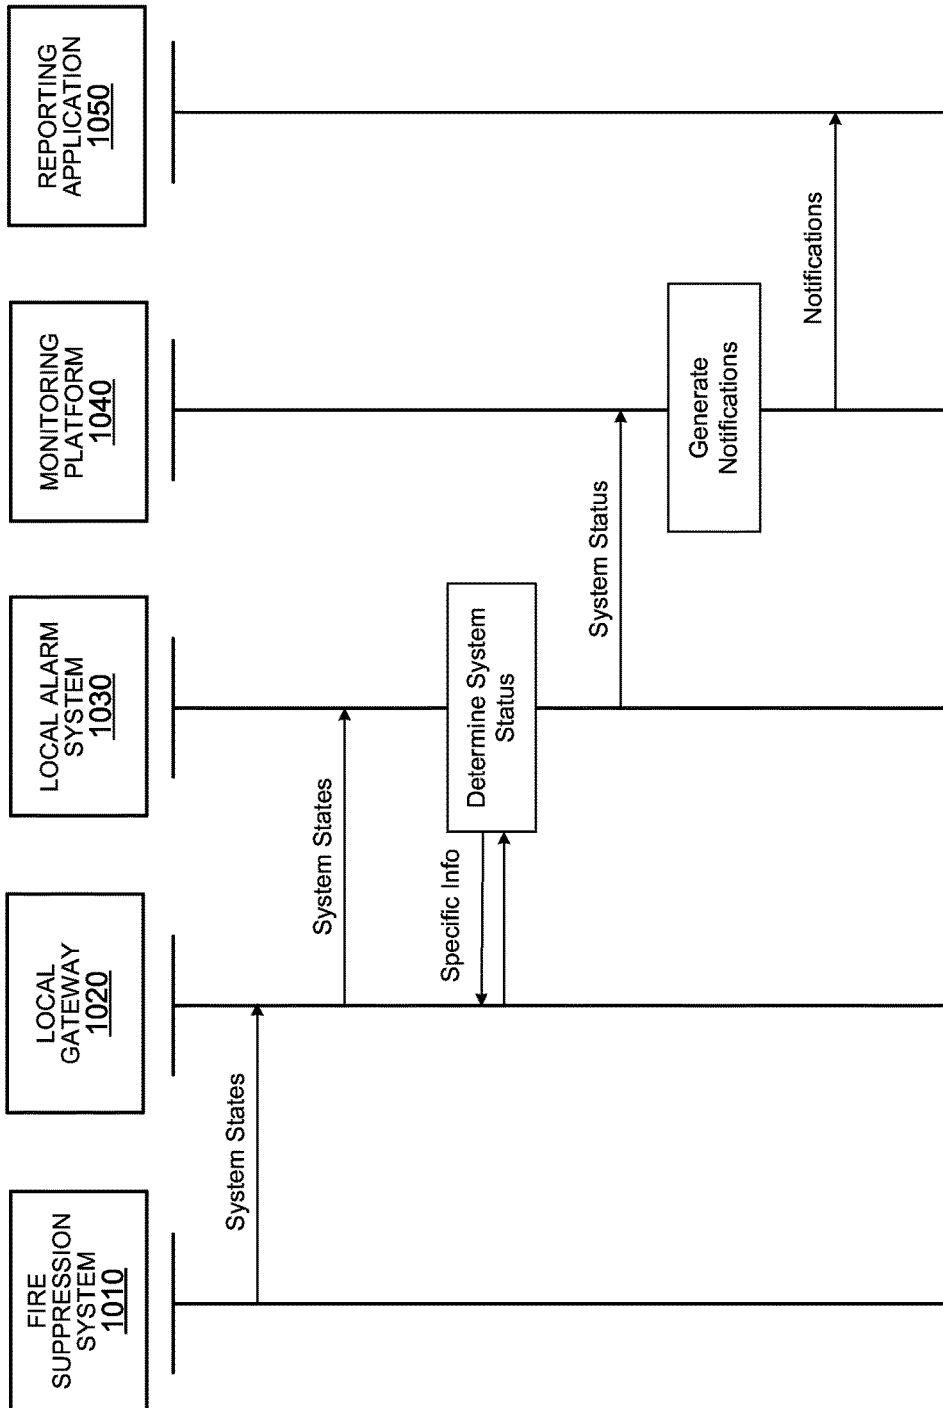 FIRE
SUPPRESSION
SYSTEM
1010
LOCAL
GATEWAY
1020
LOCAL ALARM
SYSTEM
1030
MONITORING
PLATFORM
1040
REPORTING
APPLICATION
1050
System States
System States
Specific Info
Determine System
Status
System Status
Generate
Notifications
Notifications